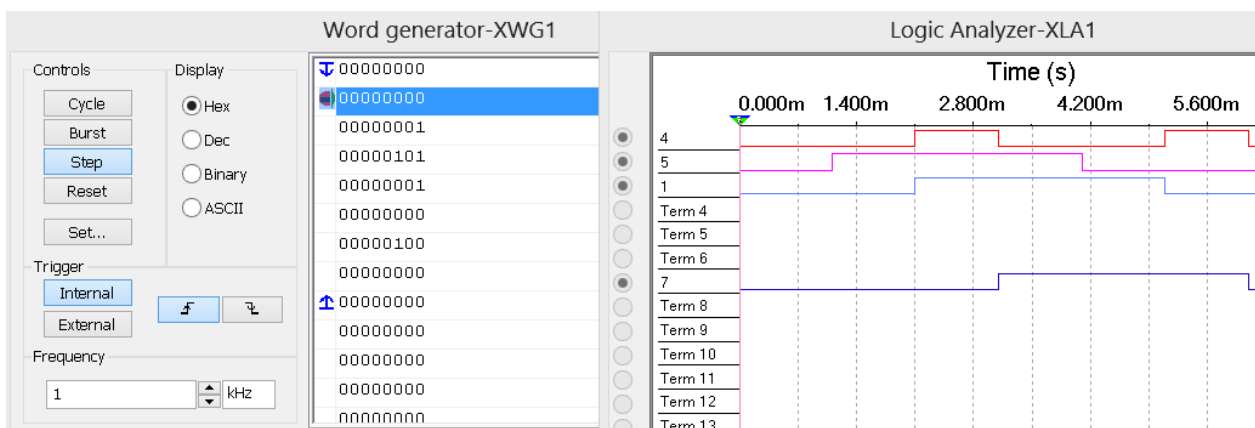 Word generator-XWG1
Controls
Cycle
Burst
Step
Reset
Set...
Display
Hex
Dec
Binary
ASCII
Trigger
Internal
External
Frequency
1
kHz
00000000
00000000
00000001
00000101
00000001
00000000
00000100
00000000
00000000
00000000
00000000
00000000
00000000
Logic Analyzer-XLA1
Time (s)
0.000m 1.400m 2.800m 4.200m 5.600m
4
5
1
Term 4
Term 5
Term 6
7
Term 8
Term 9
Term 10
Term 11
Term 12
Term 13